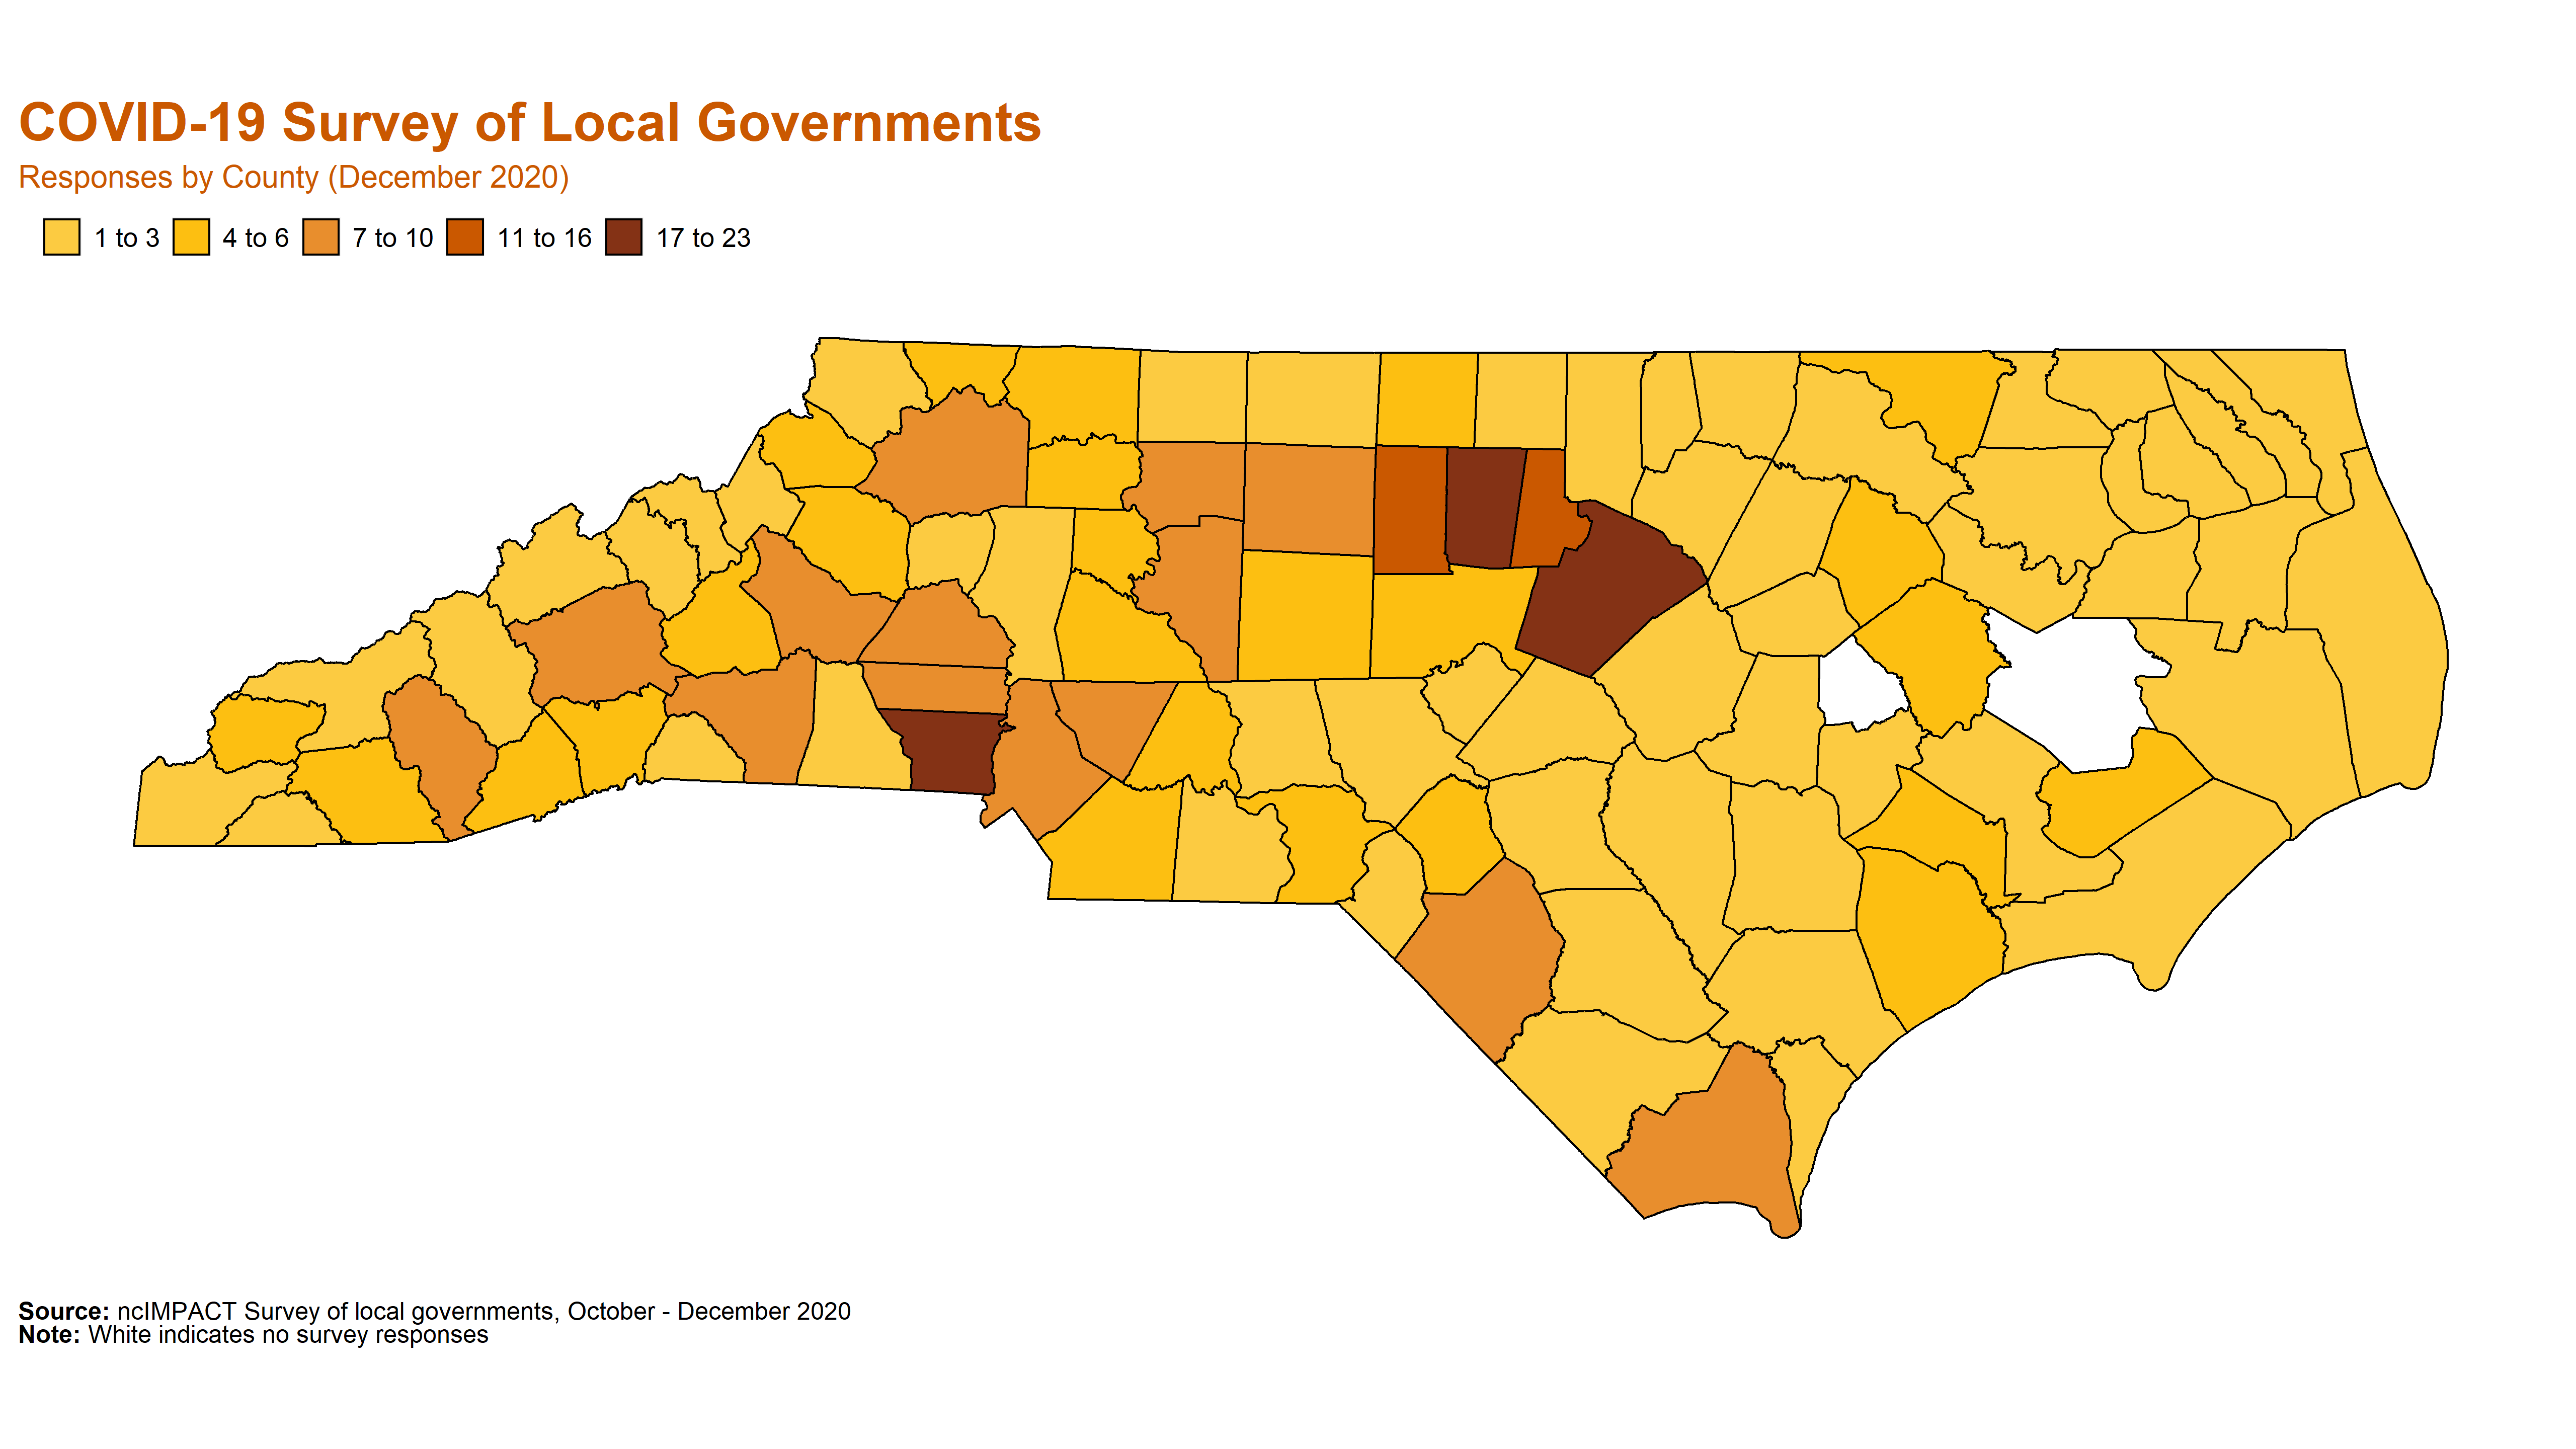 COVID-19 Survey of Local Governments
Responses by County (December 2020)
1 to 3 4 to 6 7 to 10 11 to 16 17 to 23
Source: ncIMPACT Survey of local governments, October - December 2020
Note: White indicates no survey responses